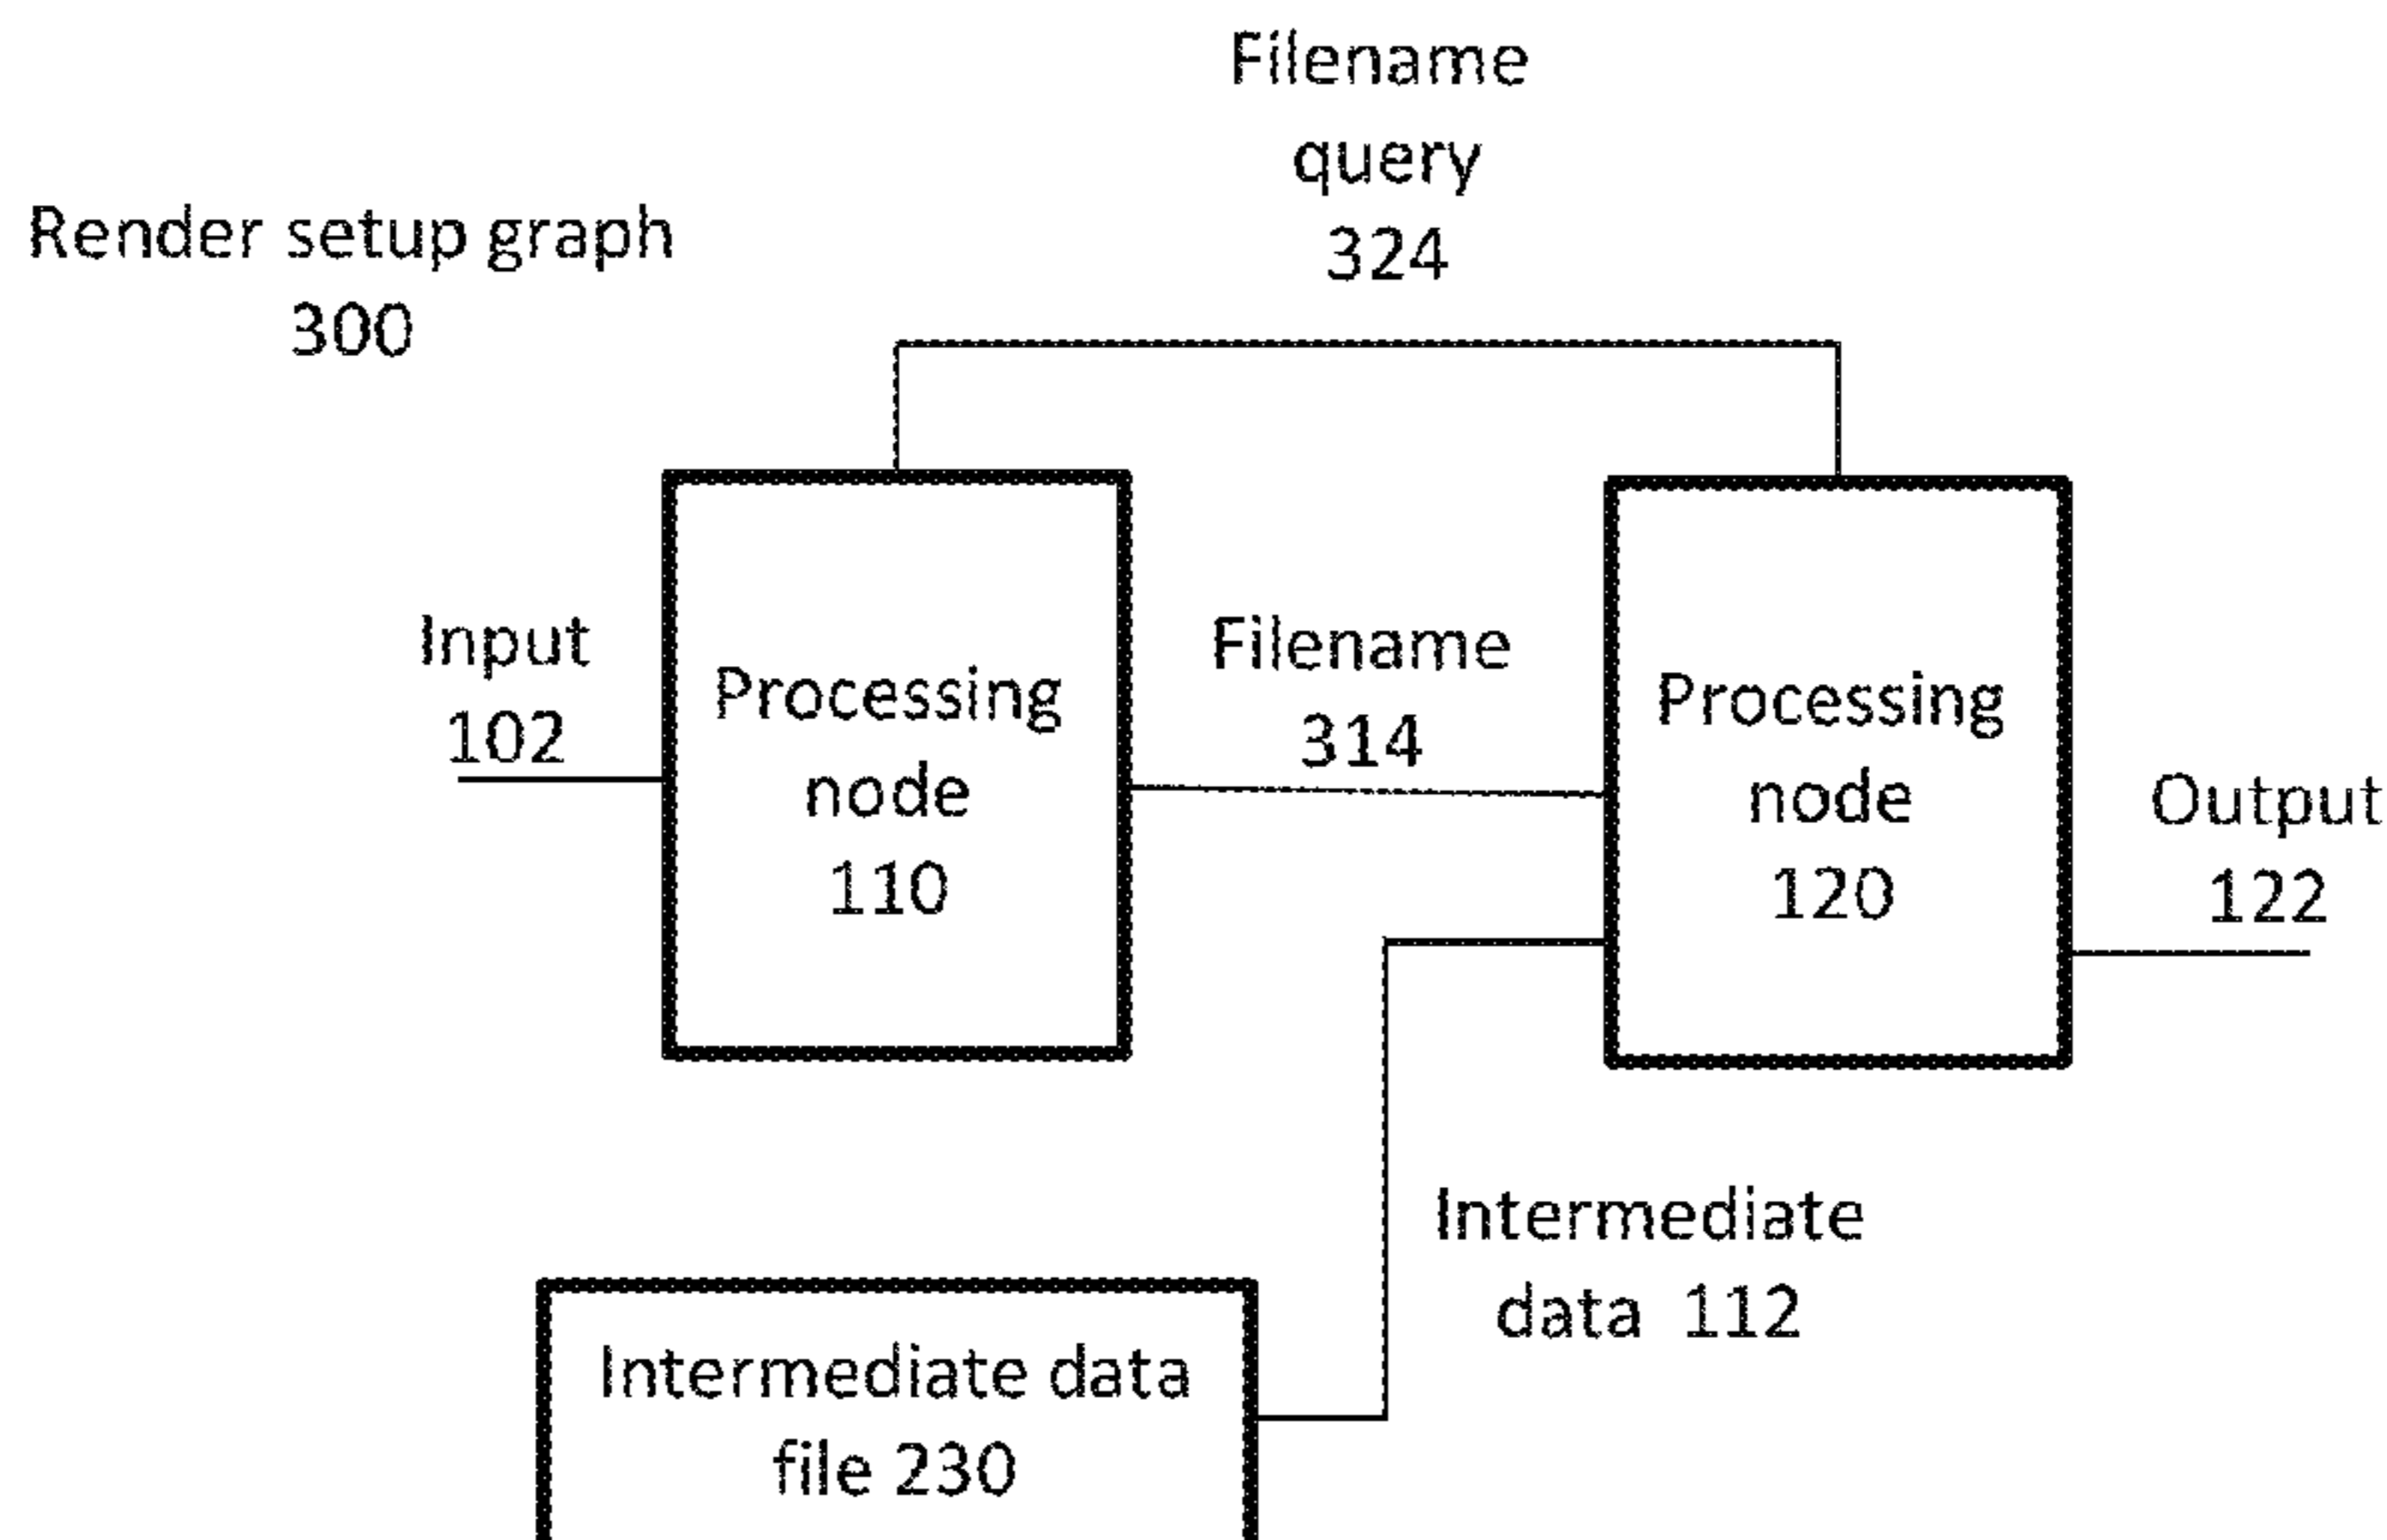 Filename
query
324
Render setup graph
300
Input
102
Processing
node
110
Filename
314
Processing
node
120
Output
122
Intermediate
data 112
Intermediate data
file 230